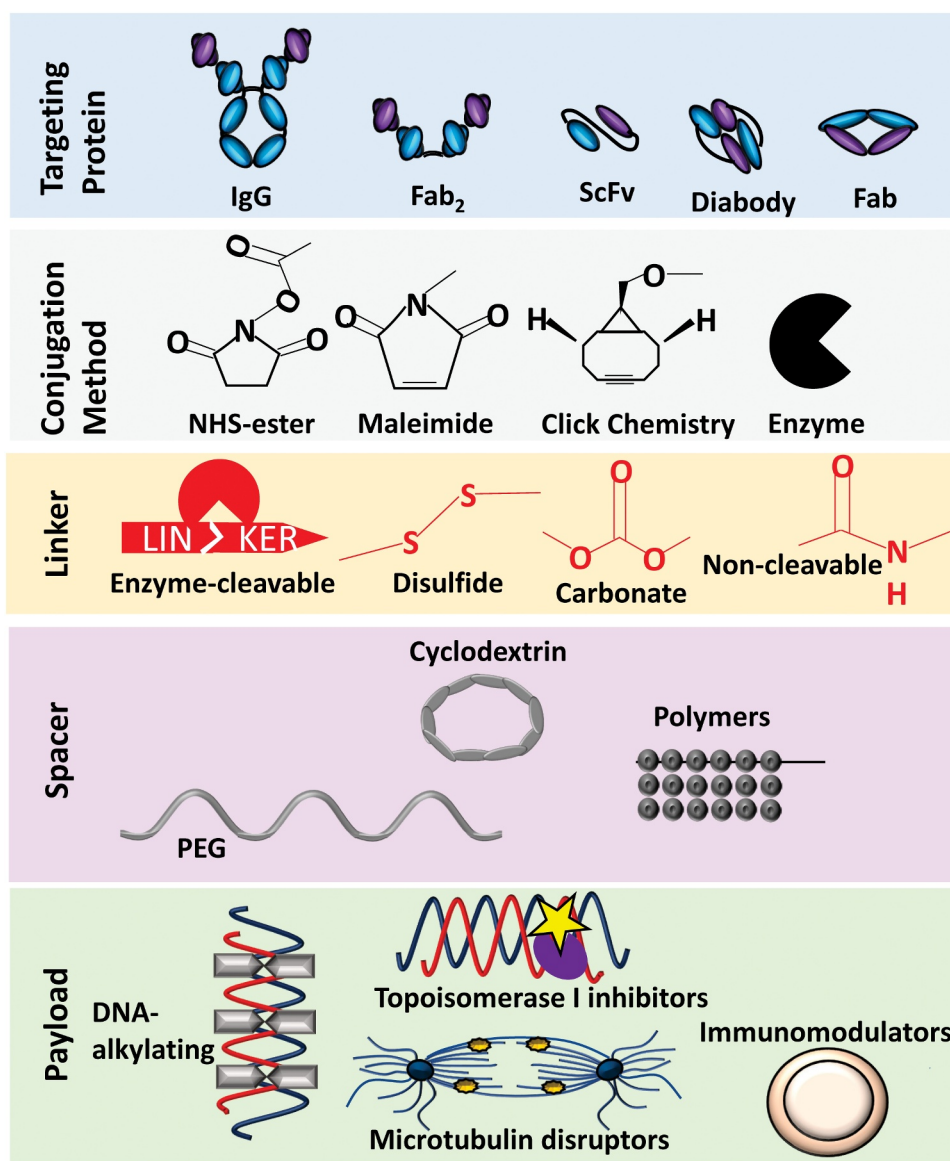 Targeting
Protein
IgG
Fab₂
ScFv
Diabody
Fab
Conjugation
Method
O
O
N
O
O
NHS-ester
N
O
O
Maleimide
O
H
H
Click Chemistry
Enzyme
Linker
LIN KER
Enzyme-cleavable
S
S
Disulfide
O
O
O
Carbonate
O
N
H
Non-cleavable
Spacer
Cyclodextrin
Polymers
PEG
Payload
DNA-
alkylating
Topoisomerase I inhibitors
Microtubulin disruptors
Immunomodulators